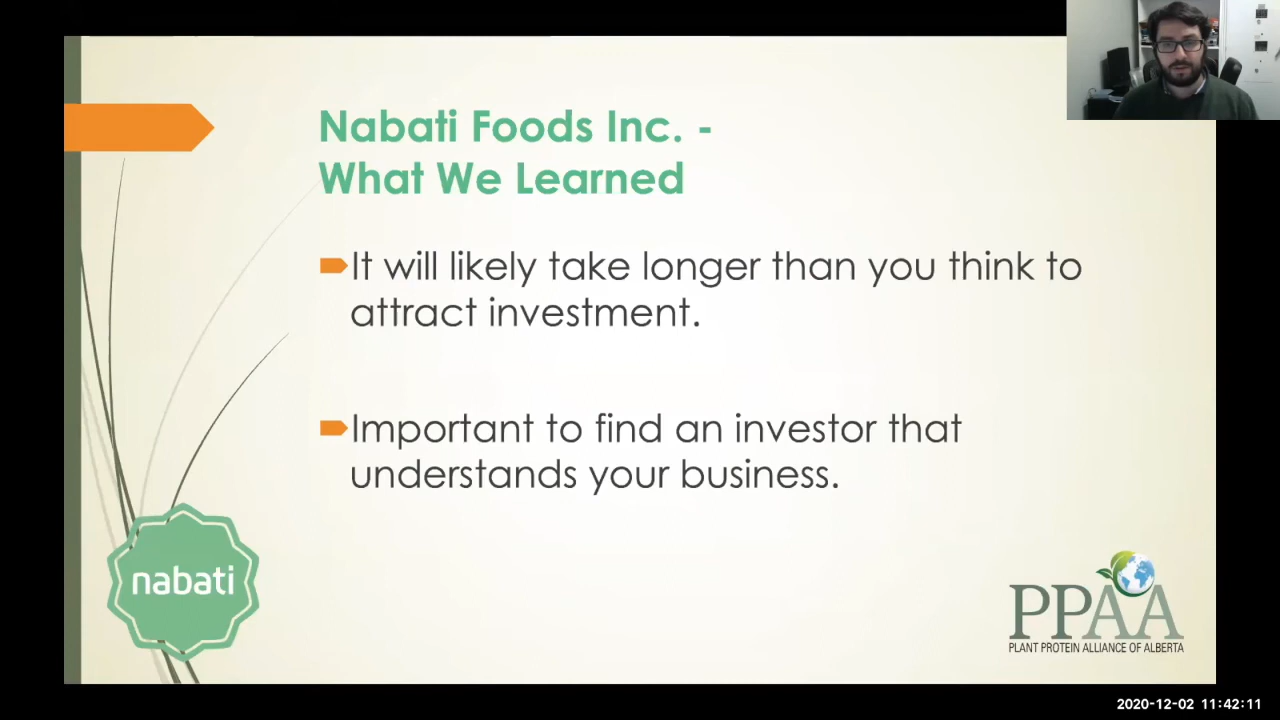 Nabati Foods Inc. -
What We Learned
It will likely take longer than you think to
attract investment.
Important to find an investor that
understands your business.
nabati
PPAA
PLANT PROTEIN ALLIANCE OF ALBERTA
2020-12-02 11:42:11